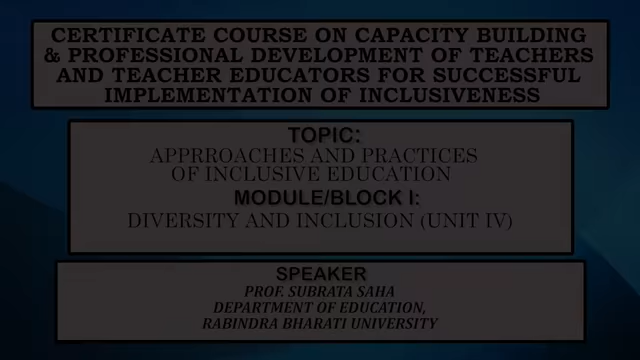 CERTIFICATE COURSE ON CAPACITY BUILDING
& PROFESSIONAL DEVELOPMENT OF TEACHERS
AND TEACHER EDUCATORS FOR SUCCESSFUL
IMPLEMENTATION OF INCLUSIVENESS
TOPIC:
APPRROACHES AND PRACTICES
OF INCLUSIVE EDUCATION
MODULE/BLOCK I:
DIVERSITY AND INCLUSION (UNIT IV)
SPEAKER
PROF. SUBRATA SAHA
DEPARTMENT OF EDUCATION,
RABINDRA BHARATI UNIVERSITY